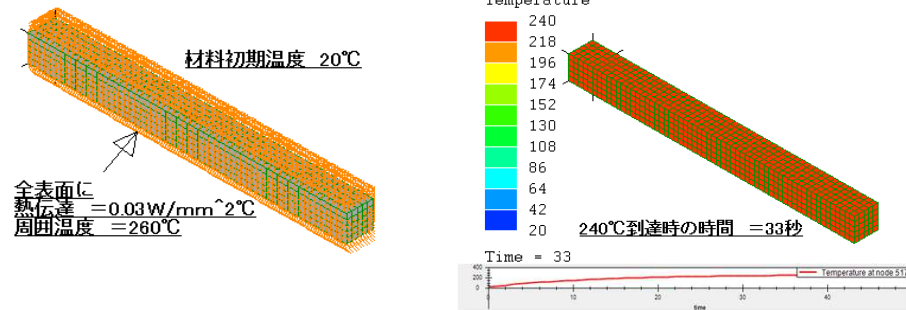 Temperature
材料初期温度 20℃
全表面に
熱伝達 =0.03W/mm^2℃
周囲温度 =260℃
240
218
196
174
152
130
108
86
64
42
20
240℃到達時の時間 =33秒
Time = 33
400
200
0
0
10
20
30
40
time
Temperature at node 517